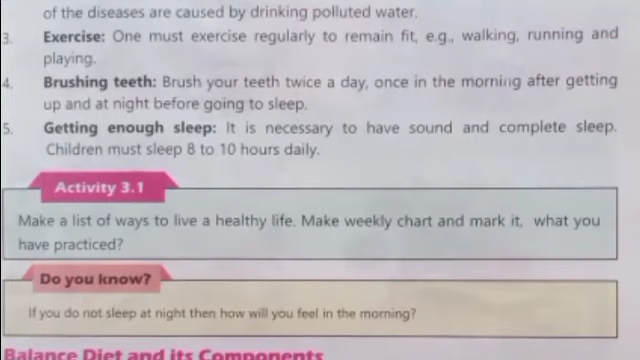 of the diseases are caused by drinking polluted water.
3. Exercise: One must exercise regularly to remain fit, e.g., walking, running and
playing.
4. Brushing teeth: Brush your teeth twice a day, once in the morning after getting
up and at night before going to sleep.
5. Getting enough sleep: It is necessary to have sound and complete sleep.
Children must sleep 8 to 10 hours daily.
Activity 3.1
Make a list of ways to live a healthy life. Make weekly chart and mark it, what you
have practiced?
Do you know?
If you do not sleep at night then how will you feel in the morning?
Balance Diet and its Components